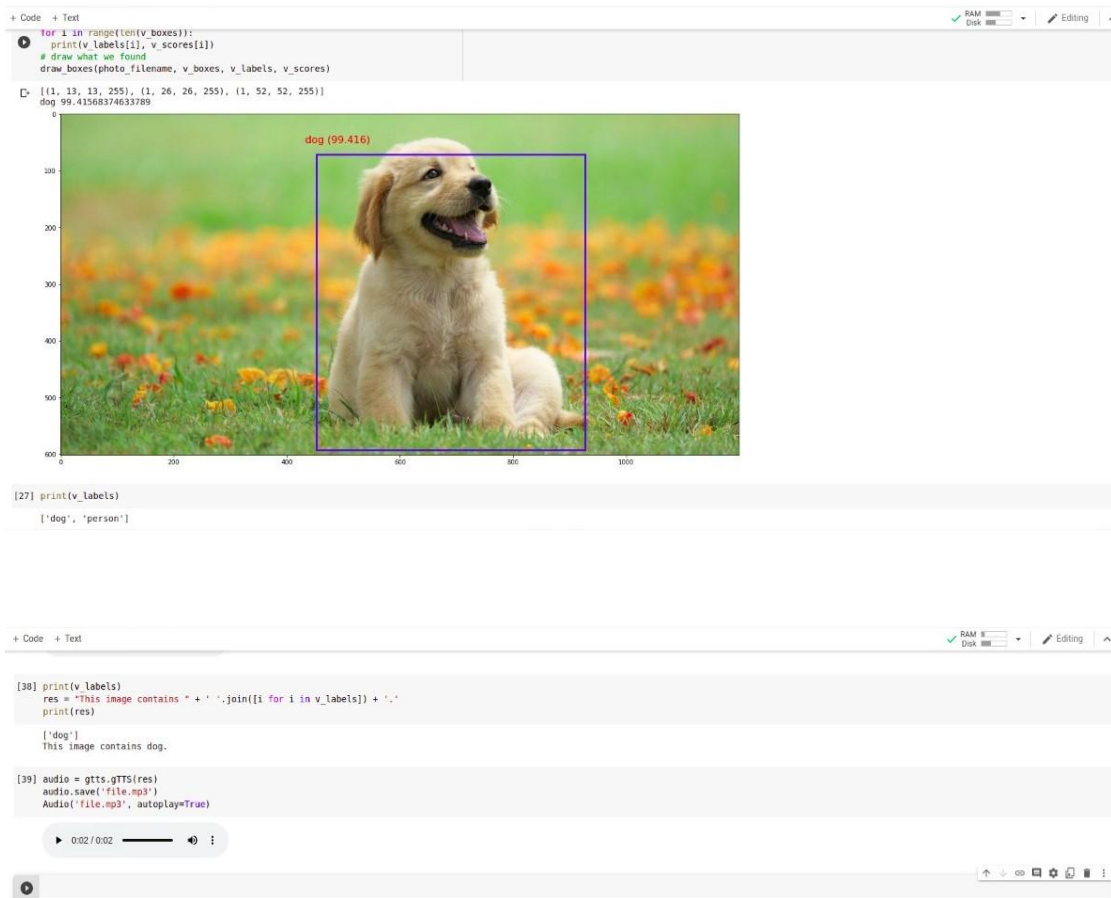 + Code + Text
RAM
Disk
Editing
for i in range(len(v_boxes)):
print(v_labels[i], v_scores[i])
# draw what we found
draw_boxes(photo_filename, v_boxes, v_labels, v_scores)
[(1, 13, 13, 255), (1, 26, 26, 255), (1, 52, 52, 255)]
dog 99.41568374633789
dog (99.416)
0
100
200
300
400
500
600
0 200 400 600 800 1000
[27] print(v_labels)
['dog', 'person']
+ Code + Text
RAM
Disk
Editing
[38] print(v_labels)
res = "This image contains " + ' '.join([i for i in v_labels]) + '.'
print(res)
['dog']
This image contains dog.
[39] audio = gtts.gTTS(res)
audio.save('file.mp3')
Audio('file.mp3', autoplay=True)
0:02 / 0:02